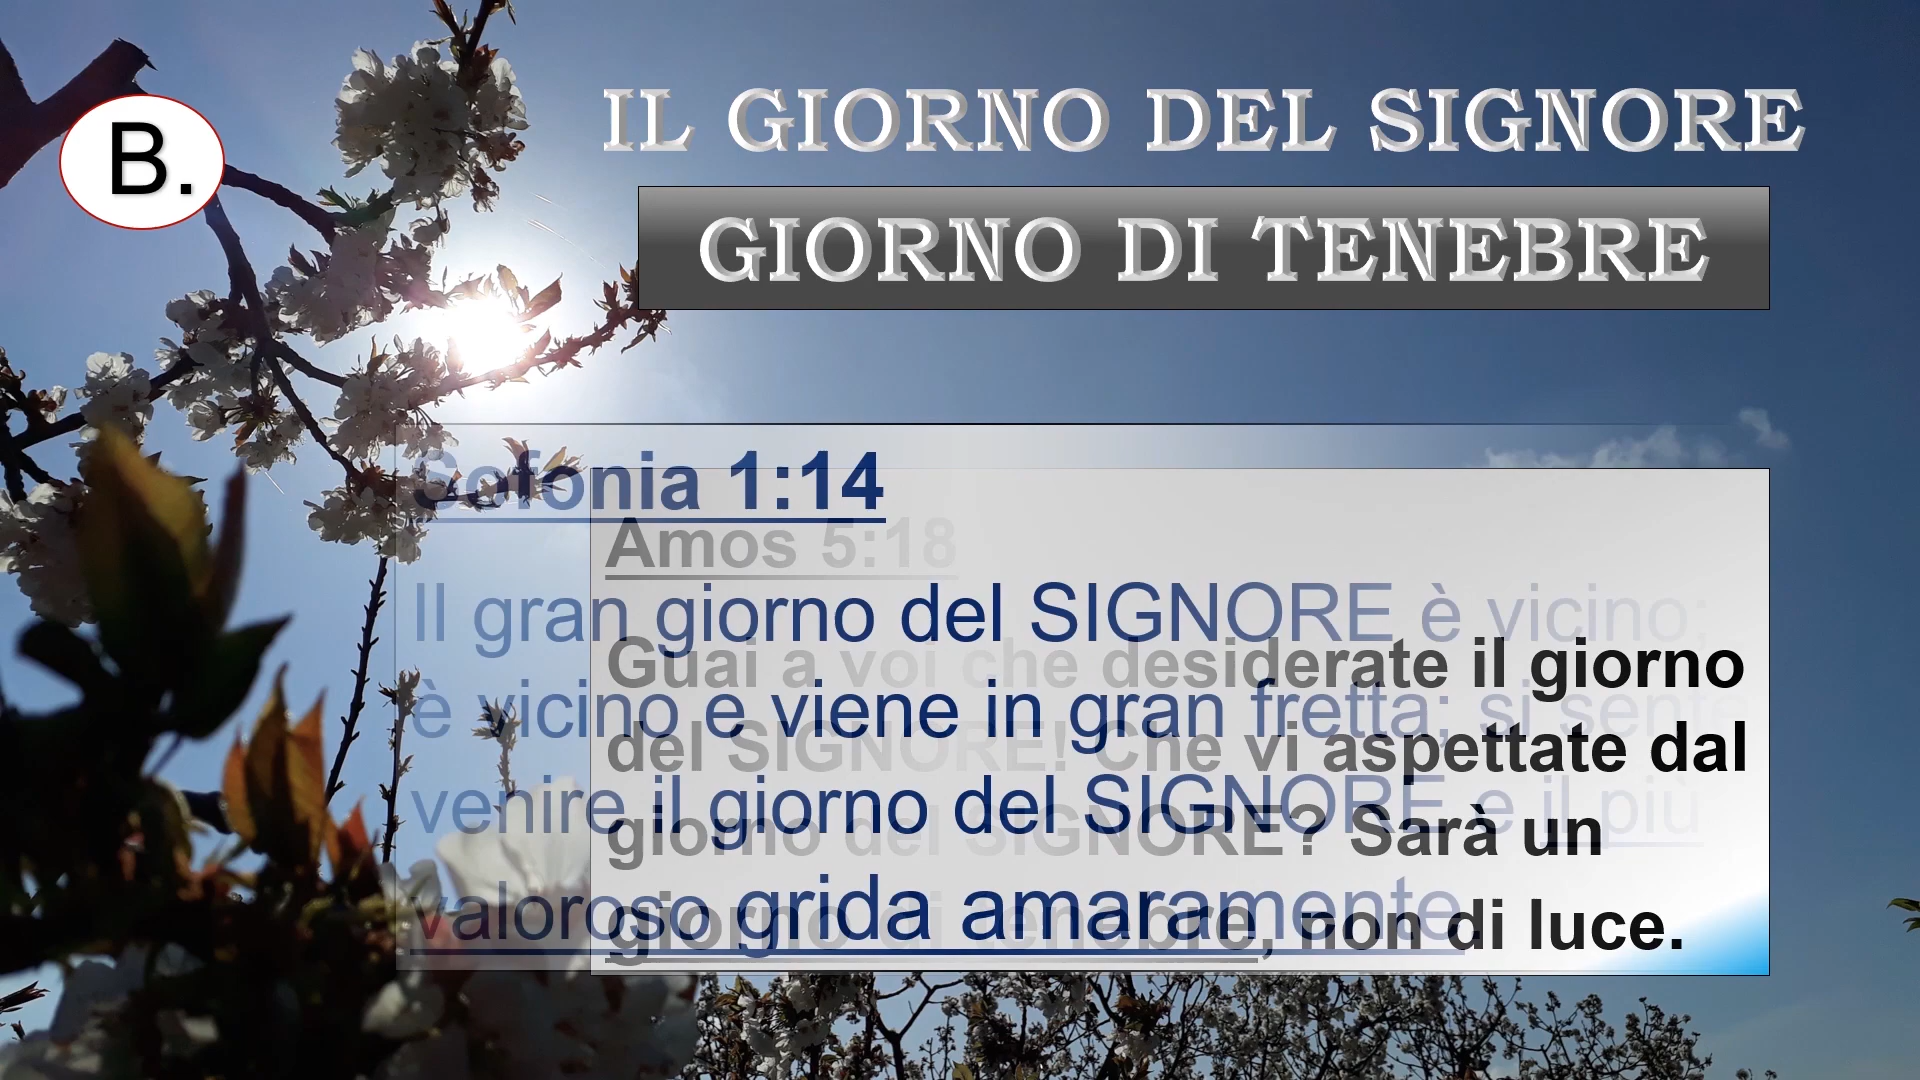 B.
IL GIORNO DEL SIGNORE
GIORNO DI TENEBRE
Sofonia 1:14
Il gran giorno del SIGNORE è vicino;
è vicino e viene in gran fretta; si sente
venire il giorno del SIGNORE e il più
valoroso grida amaramente.
Amos 5:18
Guai a voi che desiderate il giorno
del SIGNORE! Che vi aspettate dal
giorno del SIGNORE? Sarà un
giorno di tenebre, non di luce.